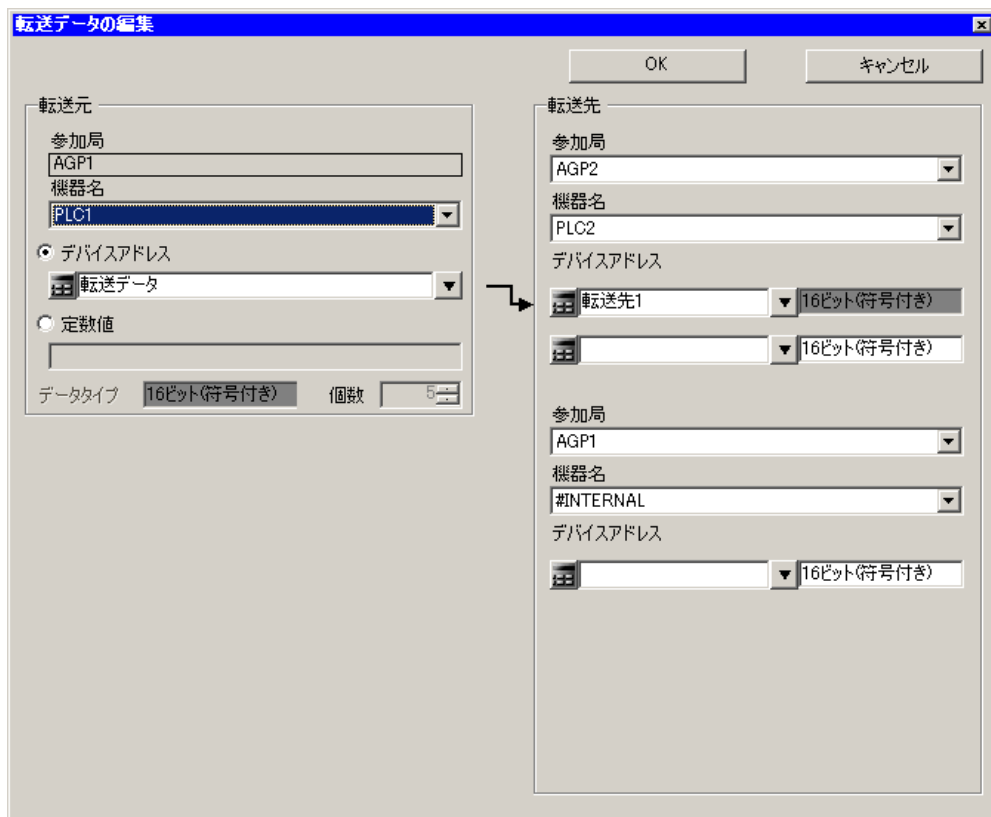 転送データの編集
OK
キャンセル
転送元
参加局
AGP1
機器名
PLC1
デバイスアドレス
転送データ
定数値
データタイプ 16ビット(符号付き) 個数 5
転送先
参加局
AGP2
機器名
PLC2
デバイスアドレス
転送先1 16ビット(符号付き)
16ビット(符号付き)
参加局
AGP1
機器名
#INTERNAL
デバイスアドレス
16ビット(符号付き)